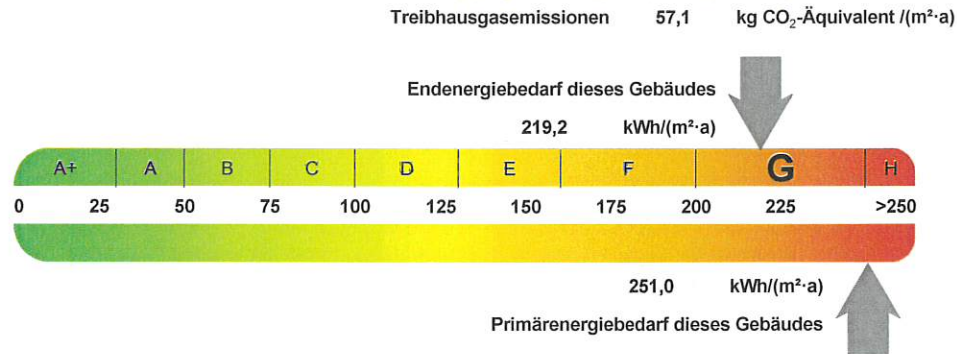 Treibhausgasemissionen 57,1 kg CO₂-Äquivalent /(m²·a)
Endenergiebedarf dieses Gebäudes
219,2 kWh/(m²·a)
A+ A B C D E F G H
0 25 50 75 100 125 150 175 200 225 >250
251,0 kWh/(m²·a)
Primärenergiebedarf dieses Gebäudes